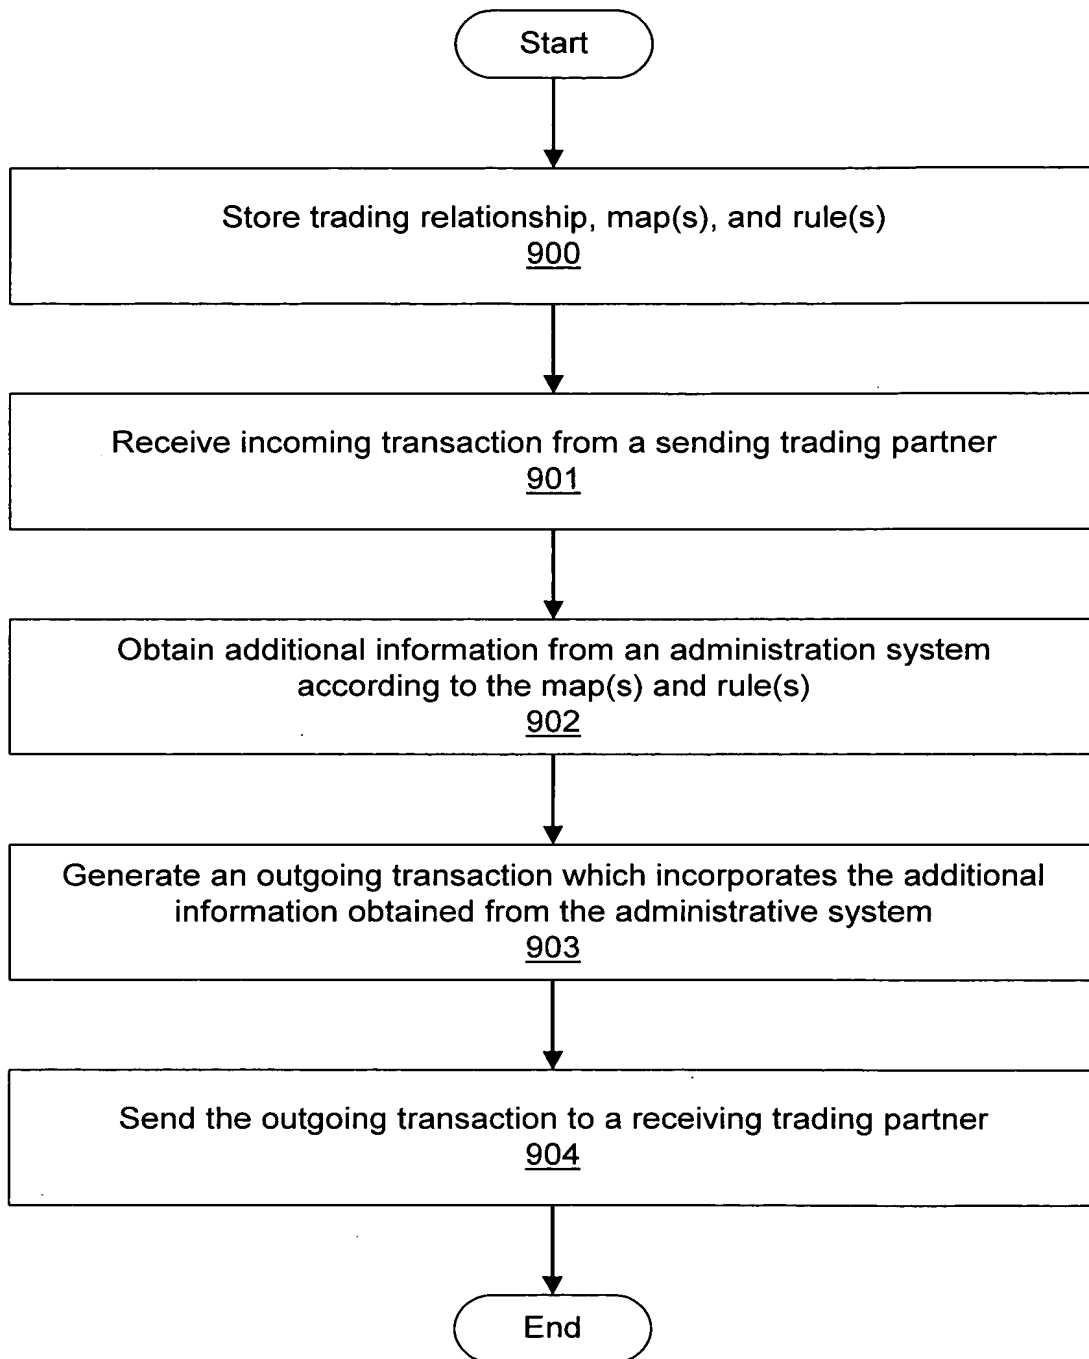 Start
Store trading relationship, map(s), and rule(s)
900
Receive incoming transaction from a sending trading partner
901
Obtain additional information from an administration system
according to the map(s) and rule(s)
902
Generate an outgoing transaction which incorporates the additional
information obtained from the administrative system
903
Send the outgoing transaction to a receiving trading partner
904
End